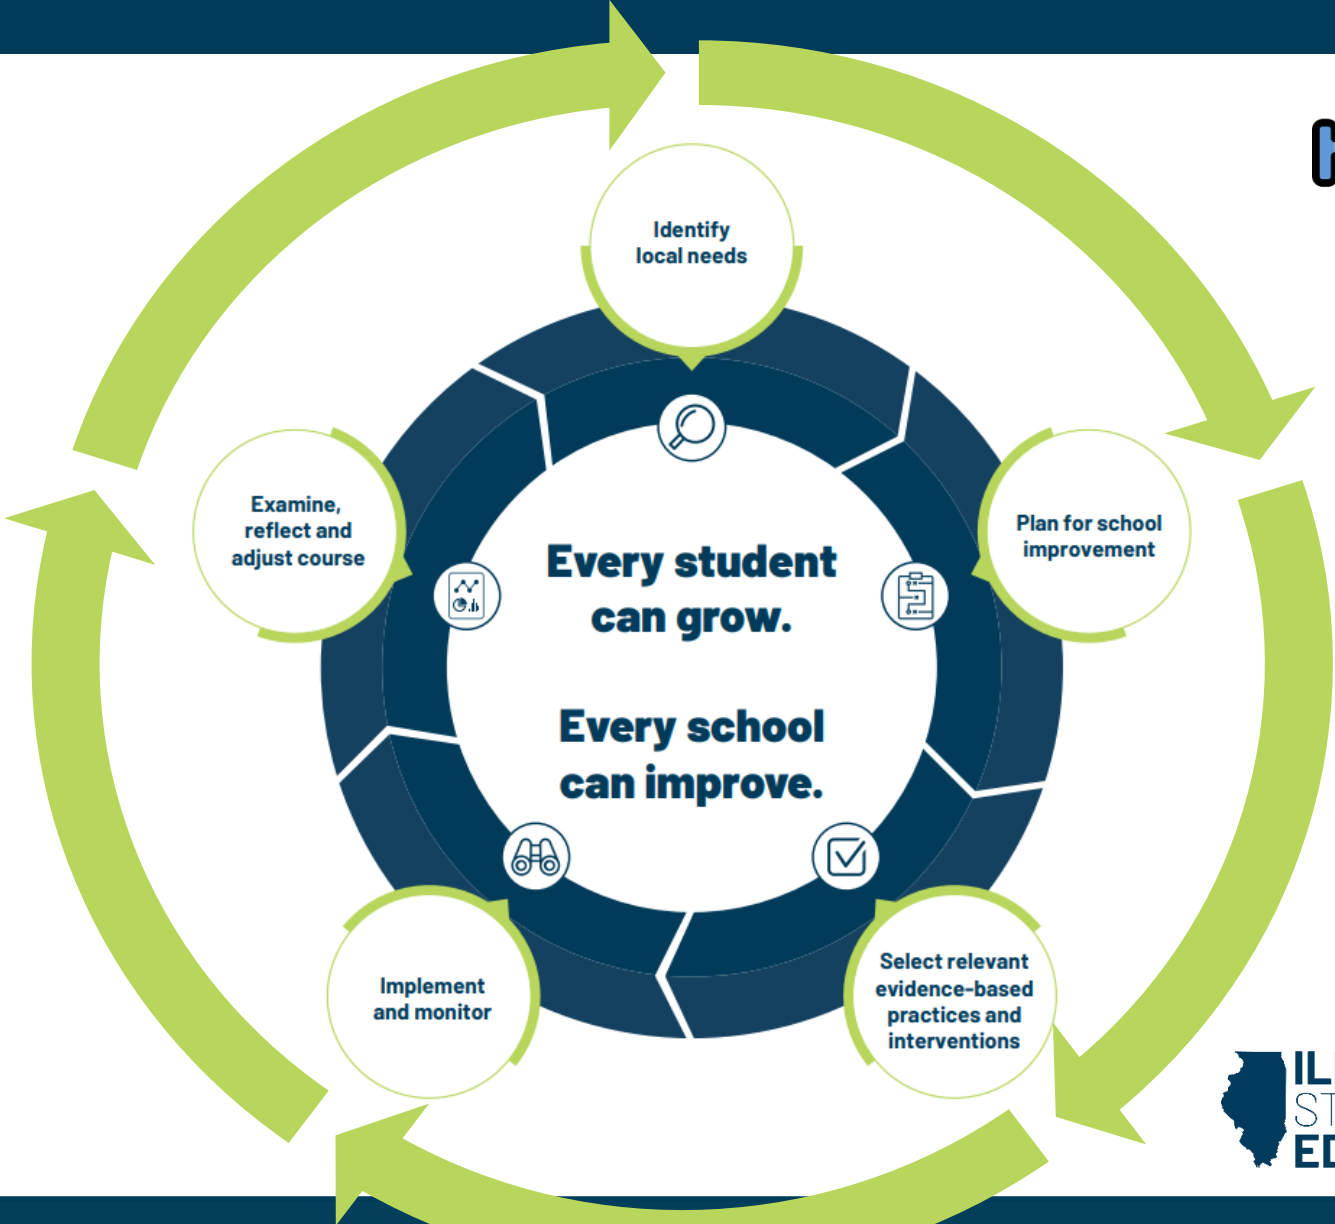 Identify
local needs
Plan for school
improvement
Select relevant
evidence-based
practices and
interventions
Implement
and monitor
Examine,
reflect and
adjust course
Every student
can grow.
Every school
can improve.